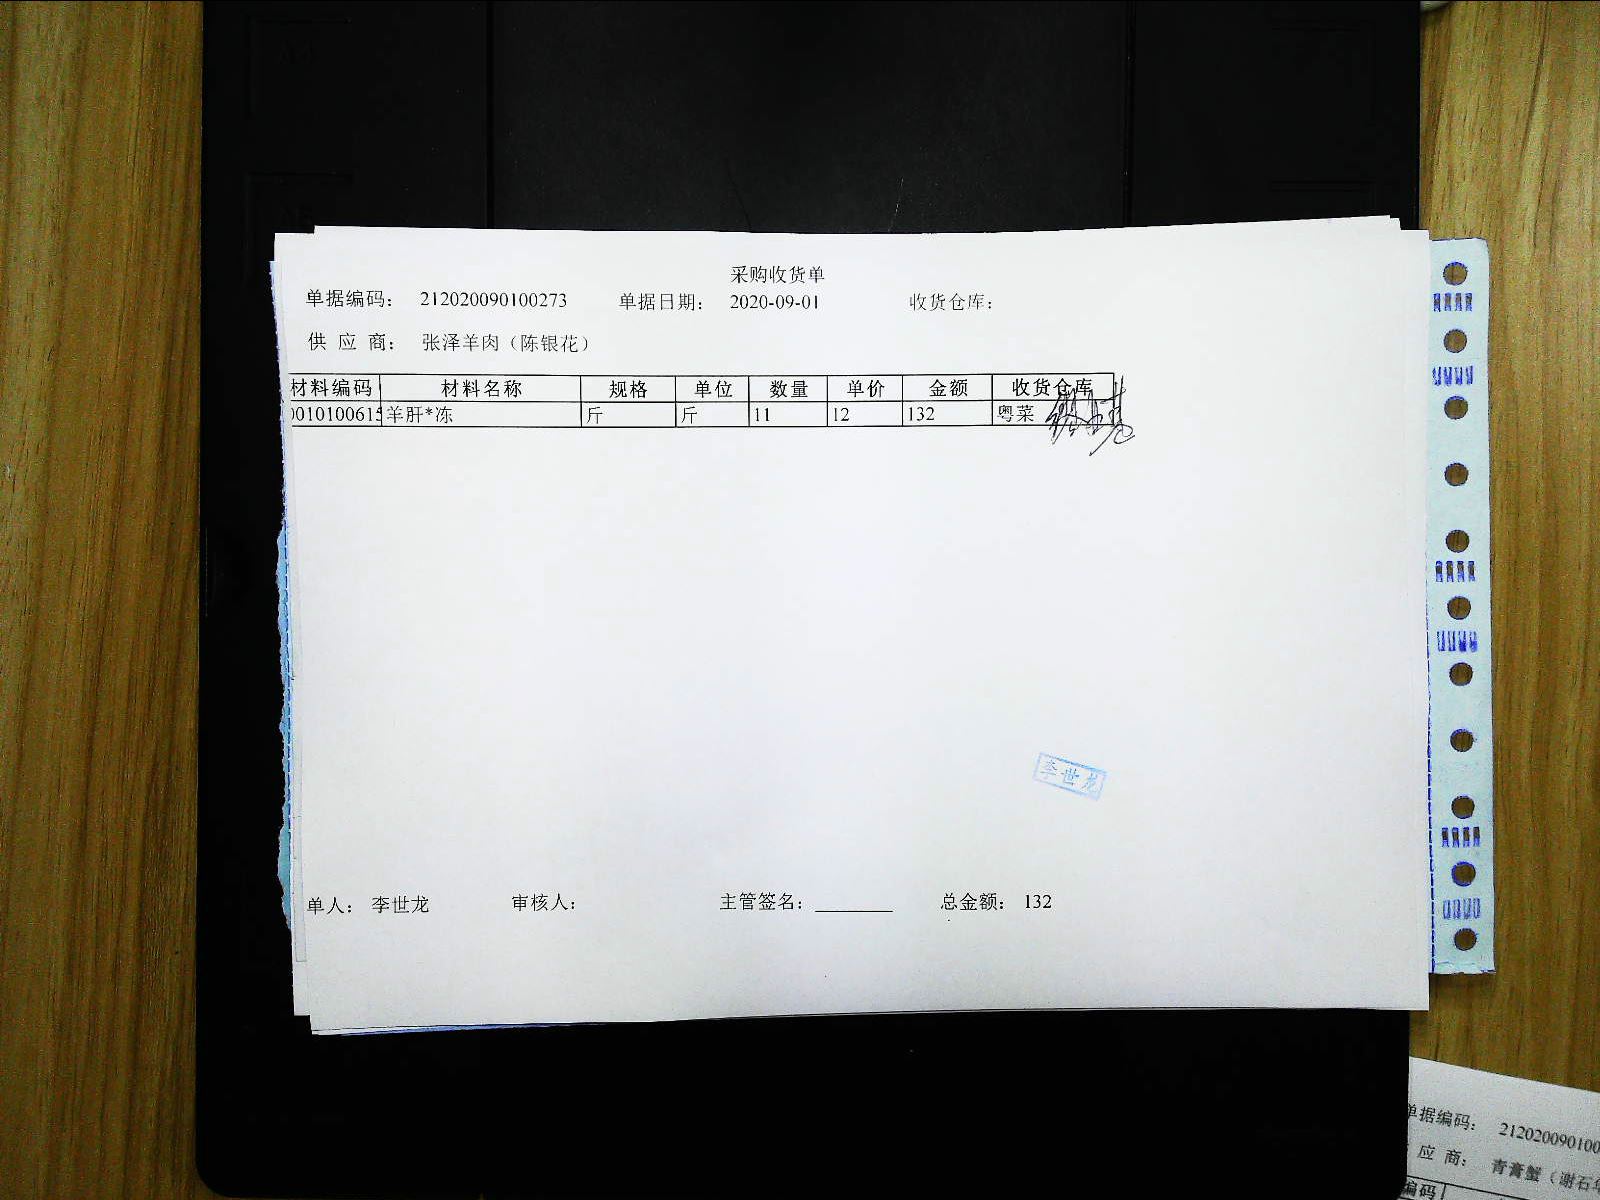 采购收货单
单据编码： 212020090100273 单据日期： 2020-09-01 收货仓库：
供 应 商： 张泽羊肉（陈银花）
材料编码 材料名称 规格 单位 数量 单价 金额 收货仓库
0010100615 羊肝*冻 斤 斤 11 12 132 粤菜
李世龙
单人： 李世龙 审核人： 主管签名： 总金额： 132
单据编码： 212020090100
应 商： 青膏蟹（谢石
编码